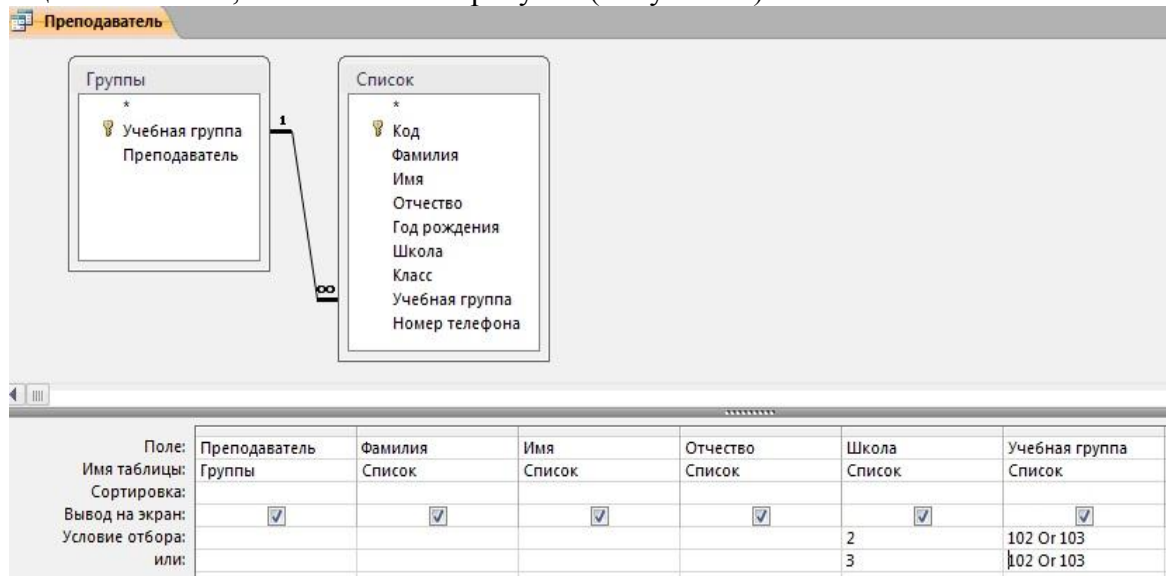 Преподаватель
Группы
*
Учебная группа
Преподаватель
1
∞
Список
*
Код
Фамилия
Имя
Отчество
Год рождения
Школа
Класс
Учебная группа
Номер телефона
Поле: Преподаватель Фамилия Имя Отчество Школа Учебная группа
Имя таблицы: Группы Список Список Список Список Список
Сортировка:
Вывод на экран:
Условие отбора: 2 102 Or 103
или: 3 102 Or 103